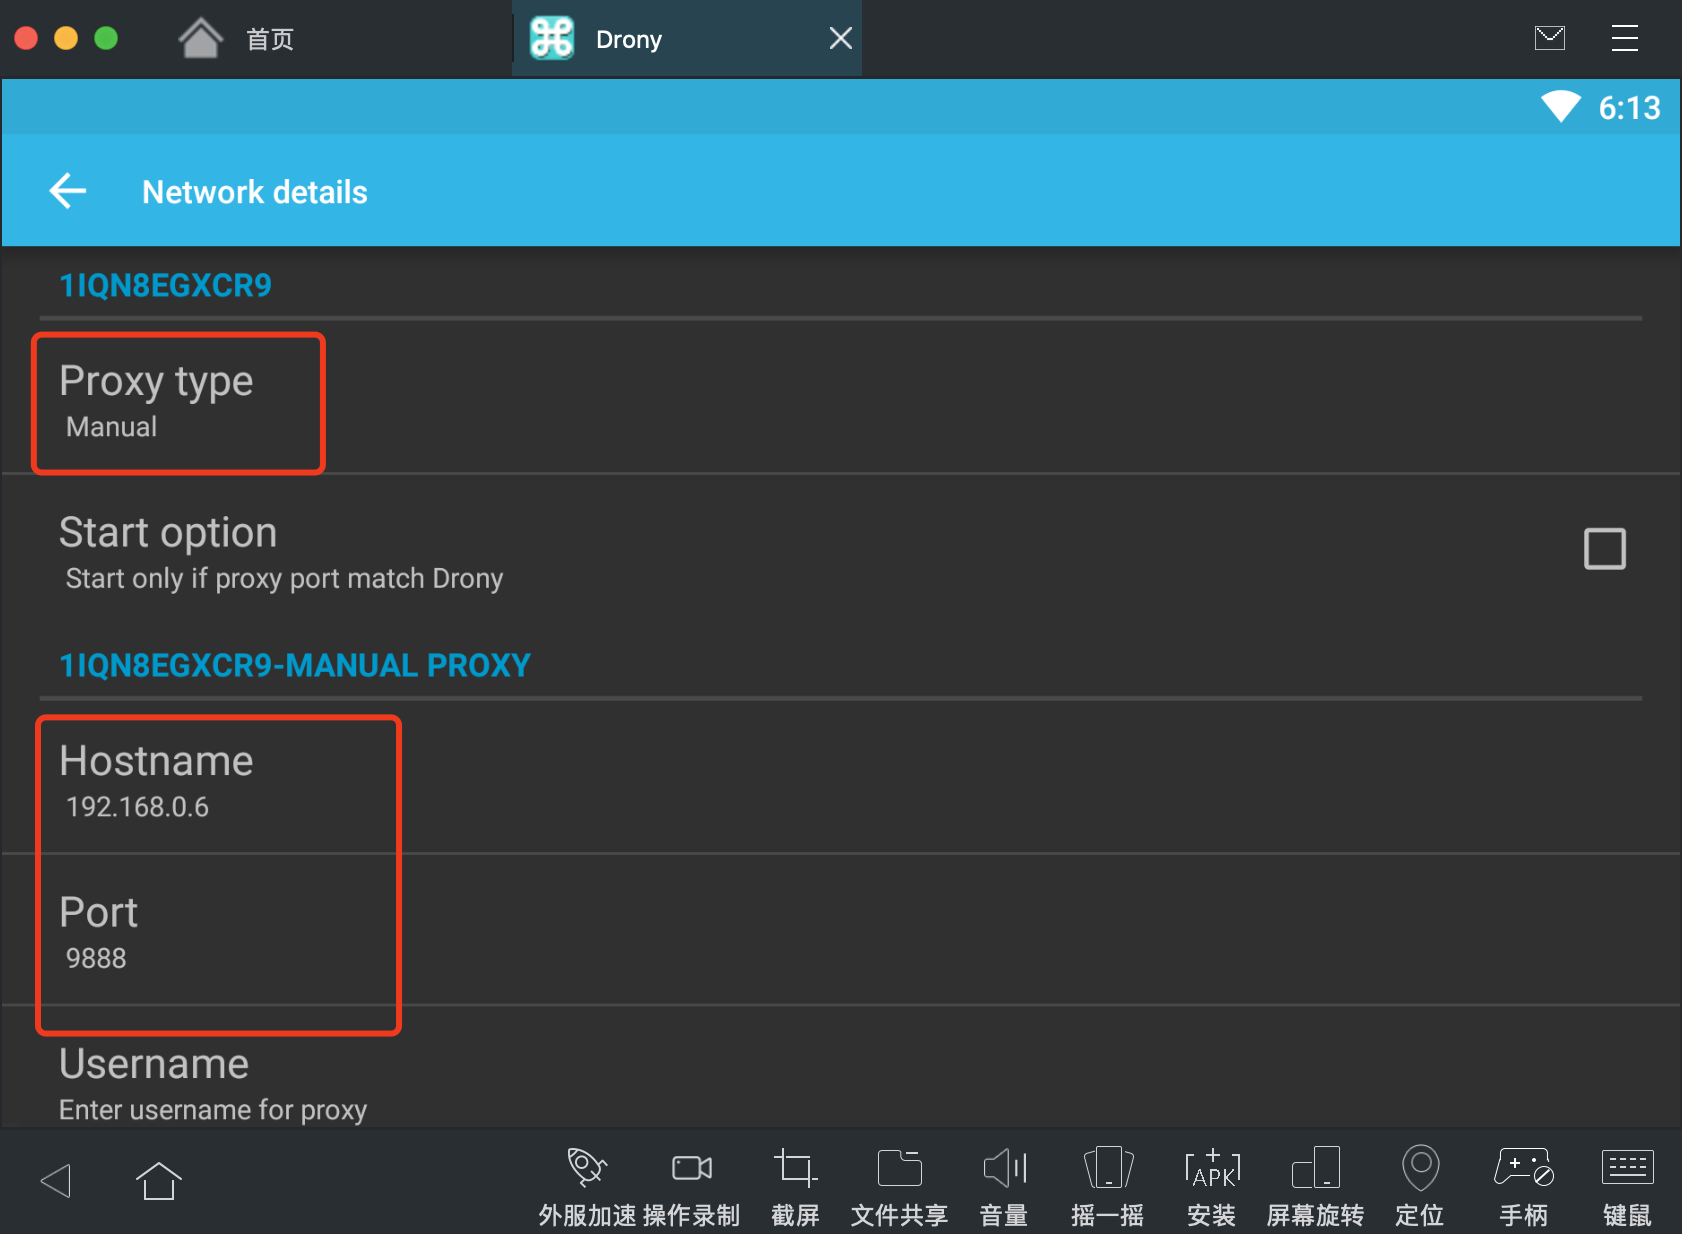 首页
Drony
6:13
Network details
1IQN8EGXCR9
Proxy type
Manual
Start option
Start only if proxy port match Drony
1IQN8EGXCR9-MANUAL PROXY
Hostname
192.168.0.6
Port
9888
Username
Enter username for proxy
APK
外服加速 操作录制 截屏 文件共享 音量 摇一摇 安装 屏幕旋转 定位 手柄 键鼠